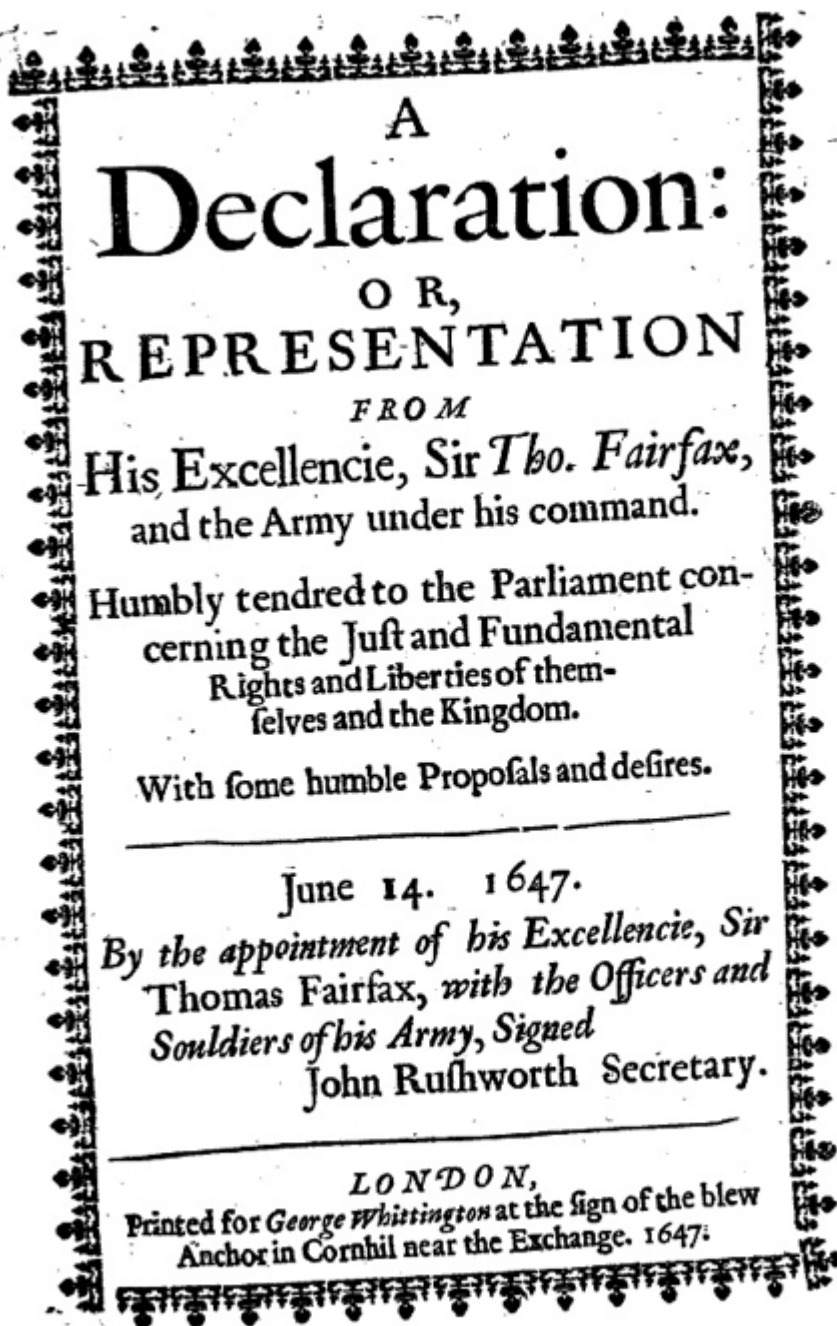 A
Declaration:
OR,
REPRESENTATION
FROM
His Excellencie, Sir Tho. Fairfax,
and the Army under his command.
Humbly tendred to the Parliament con-
cerning the Juſt and Fundamental
Rights and Liberties of them-
ſelves and the Kingdom.
With ſome humble Propoſals and deſires.
June 14. 1647.
By the appointment of his Excellencie, Sir
Thomas Fairfax, with the Officers and
Souldiers of his Army, Signed
John Ruſhworth Secretary.
LONDON,
Printed for George Whittington at the ſign of the blew
Anchor in Cornhil near the Exchange. 1647.